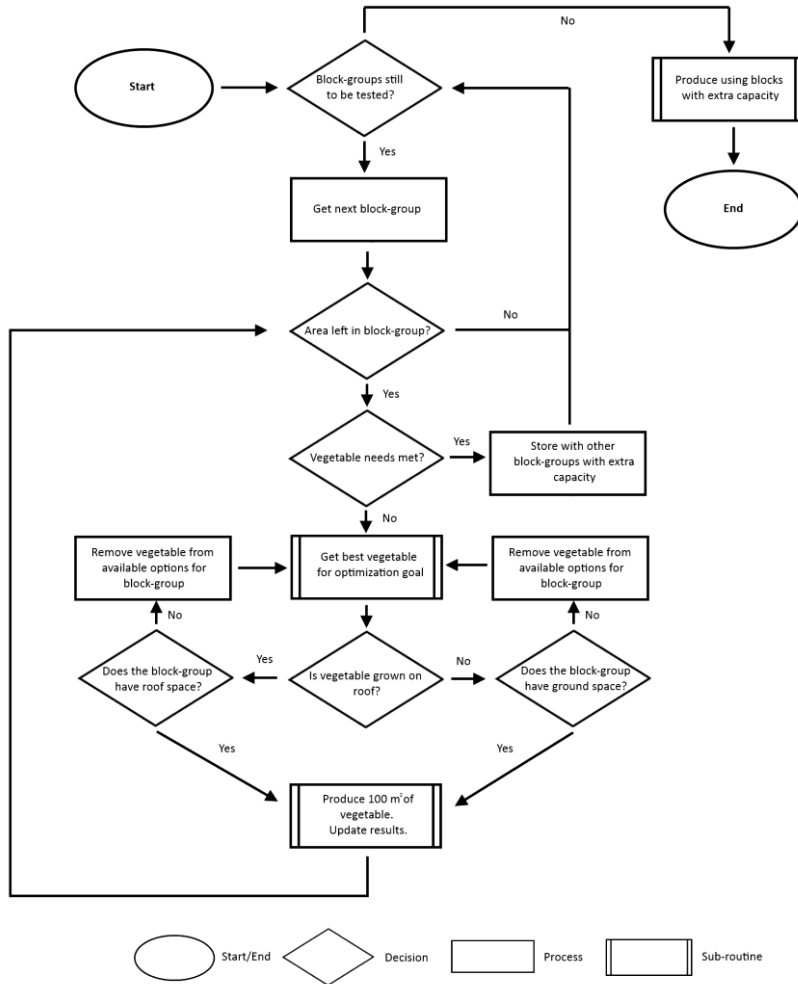 No
Start
Block-groups still
to be tested?
Produce using blocks
with extra capacity
Yes
Get next block-group
End
Area left in block-group?
No
Yes
Vegetable needs met?
Yes
Store with other
block-groups with extra
capacity
No
Remove vegetable from
available options for
block-group
Get best vegetable
for optimization goal
Remove vegetable from
available options for
block-group
No
No
Does the block-group
have roof space?
Yes
Is vegetable grown on
roof?
No
Does the block-group
have ground space?
Yes
Yes
Produce 100 m² of
vegetable.
Update results.
Start/End
Decision
Process
Sub-routine